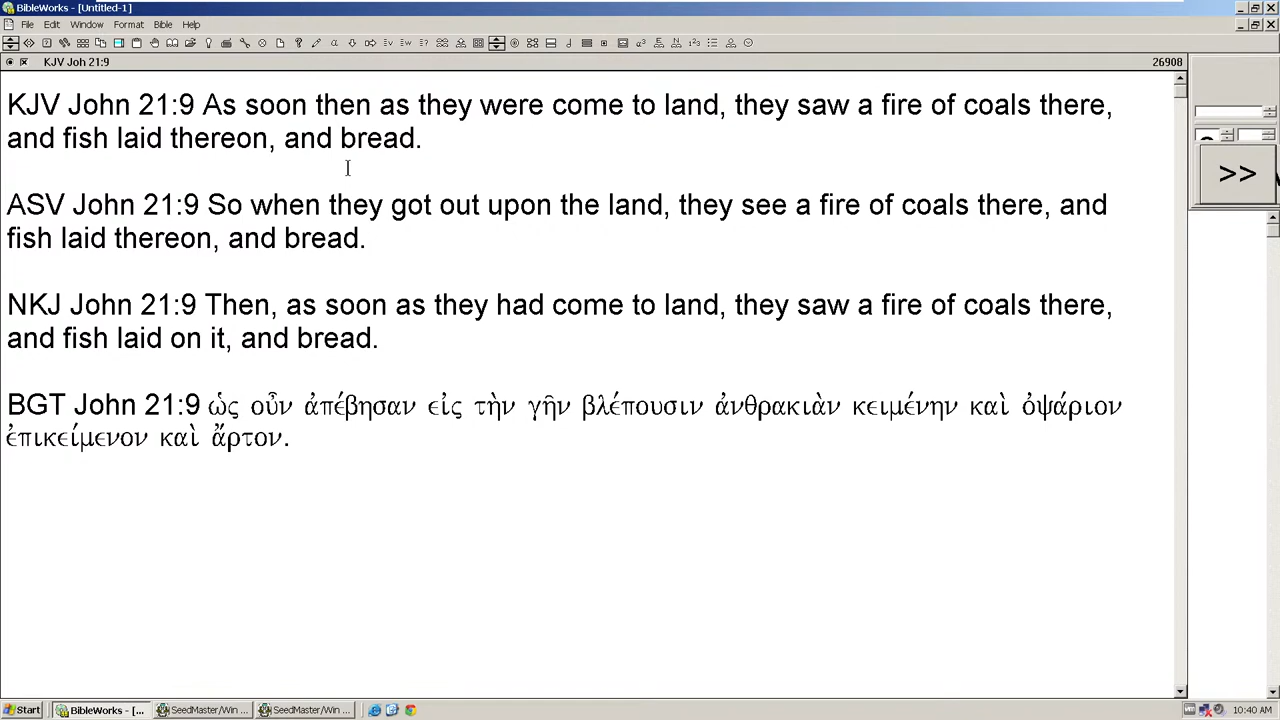 BibleWorks - [Untitled-1]
File Edit Window Format Bible Help
KJV Joh 21:9 26908
KJV John 21:9 As soon then as they were come to land, they saw a fire of coals there,
and fish laid thereon, and bread.
>>
ASV John 21:9 So when they got out upon the land, they see a fire of coals there, and
fish laid thereon, and bread.
NKJ John 21:9 Then, as soon as they had come to land, they saw a fire of coals there,
and fish laid on it, and bread.
BGT John 21:9 ὡς οὖν ἀπέβησαν εἰς τὴν γῆν βλέπουσιν ἀνθρακιὰν κειμένην καὶ ὀψάριον
ἐπικείμενον καὶ ἄρτον.
Start BibleWorks - [... SeedMaster/Win ... SeedMaster/Win ... 10:40 AM